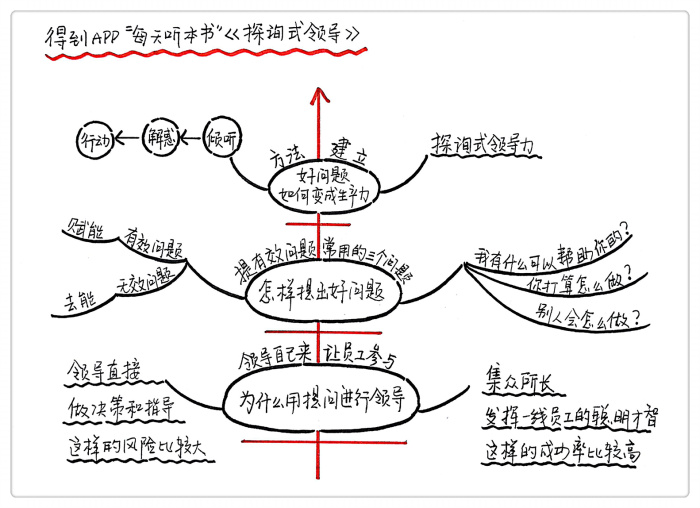 得到APP"每天听本书"《探询式领导》
行动
解惑
倾听
方法 建立
好问题
如何变成生产力
探询式领导力
赋能
有效问题
无效问题
去能
提有效问题 常用的三个问题
怎样提出好问题
我有什么可以帮助你的?
你打算怎么做?
别人会怎么做?
领导自己来 让员工参与
为什么用提问进行领导
领导直接
做决策和指导
这样的风险比较大
集众所长
发挥一线员工的聪明才智
这样的成功率比较高